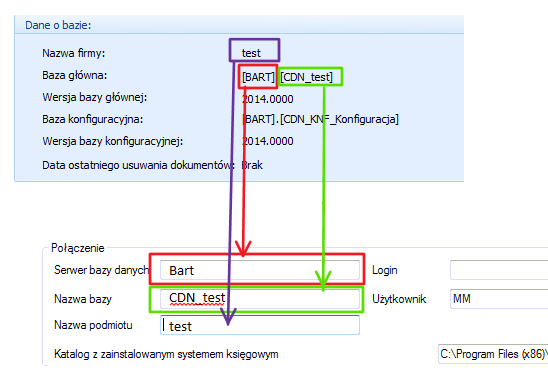 Dane o bazie:
Nazwa firmy: test
Baza główna: [BART] [CDN_test]
Wersja bazy głównej: 2014.0000
Baza konfiguracyjna: [BART].[CDN_KNF_Konfiguracja]
Wersja bazy konfiguracyjnej: 2014.0000
Data ostatniego usuwania dokumentów: Brak
Połączenie
Serwer bazy danych Bart Login
Nazwa bazy CDN_test Użytkownik MM
Nazwa podmiotu test
Katalog z zainstalowanym systemem księgowym C:\Program Files (x86)\